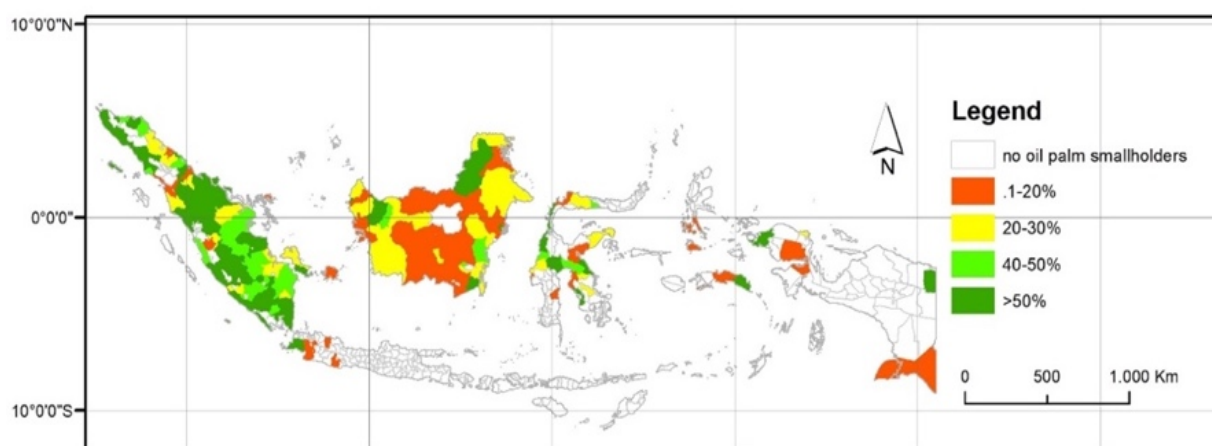 10°0'0"N
Legend
no oil palm smallholders
N
.1-20%
0°0'0"
20-30%
40-50%
>50%
0 500 1.000 Km
10°0'0"S